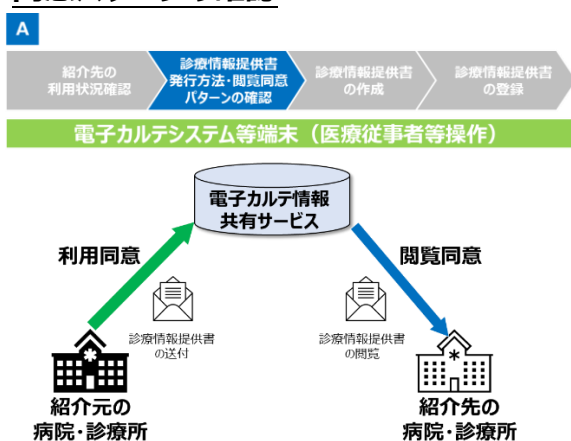 A
紹介先の
利用状況確認
診療情報提供書
発行方法・閲覧同意
パターンの確認
診療情報提供書
の作成
診療情報提供書
の登録
電子カルテシステム等端末（医療従事者等操作）
電子カルテ情報
共有サービス
利用同意
閲覧同意
診療情報提供書
の送付
診療情報提供書
の閲覧
紹介元の
病院・診療所
紹介先の
病院・診療所